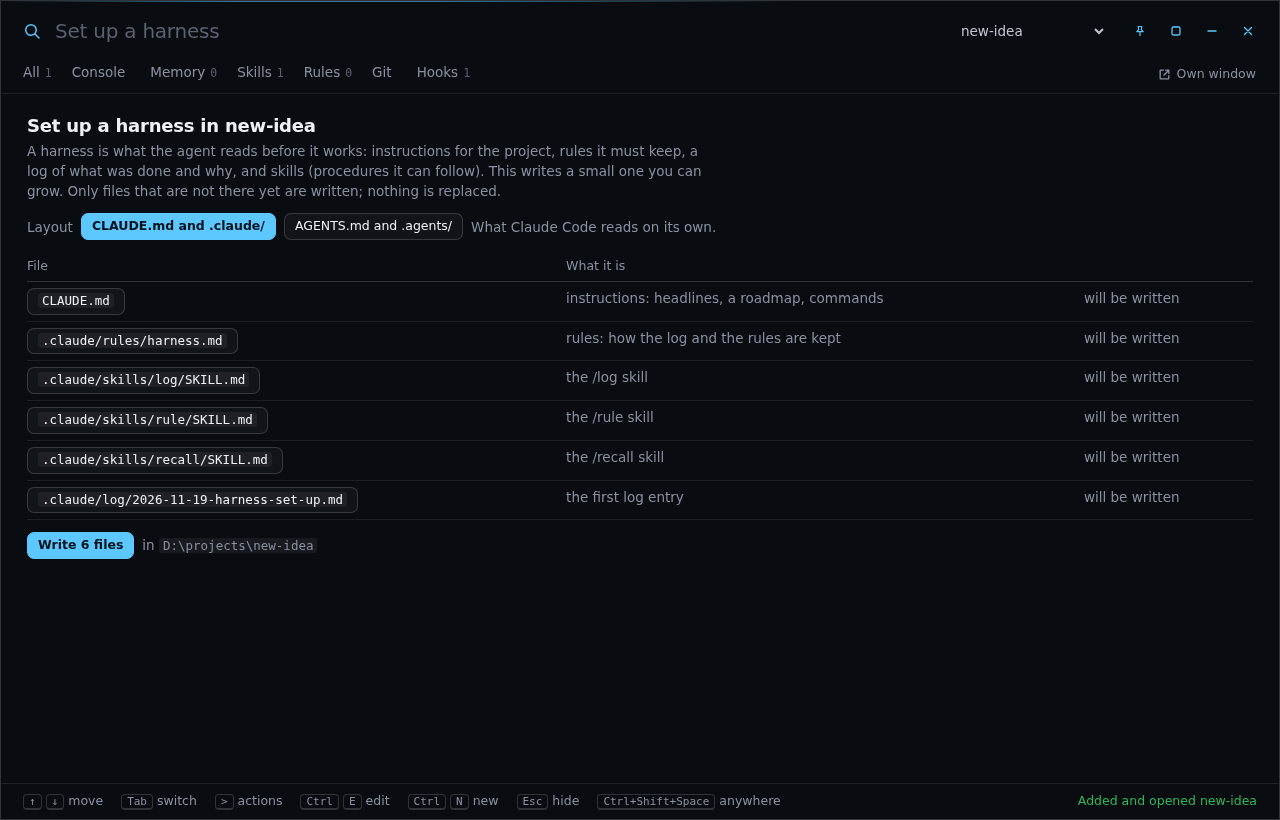 Set up a harness
new-idea
All 1 Console Memory 0 Skills 1 Rules 0 Git Hooks 1
Own window
Set up a harness in new-idea
A harness is what the agent reads before it works: instructions for the project, rules it must keep, a
log of what was done and why, and skills (procedures it can follow). This writes a small one you can
grow. Only files that are not there yet are written; nothing is replaced.
Layout CLAUDE.md and .claude/ AGENTS.md and .agents/ What Claude Code reads on its own.
File What it is
CLAUDE.md instructions: headlines, a roadmap, commands will be written
.claude/rules/harness.md rules: how the log and the rules are kept will be written
.claude/skills/log/SKILL.md the /log skill will be written
.claude/skills/rule/SKILL.md the /rule skill will be written
.claude/skills/recall/SKILL.md the /recall skill will be written
.claude/log/2026-11-19-harness-set-up.md the first log entry will be written
Write 6 files in D:\projects\new-idea
↑ ↓ move Tab switch > actions Ctrl E edit Ctrl N new Esc hide Ctrl+Shift+Space anywhere
Added and opened new-idea